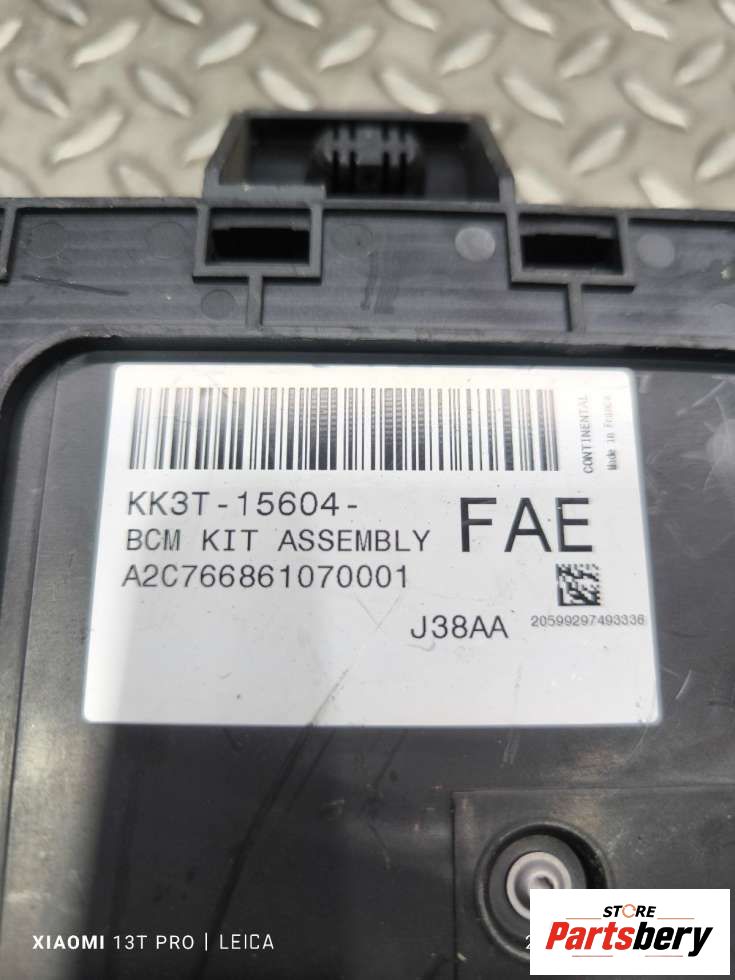 CONTINENTAL
Made in France
KK3T-15604-
FAE
BCM KIT ASSEMBLY
A2C766861070001
J38AA
20599297493336
XIAOMI 13T PRO | LEICA
STORE
Partsbery